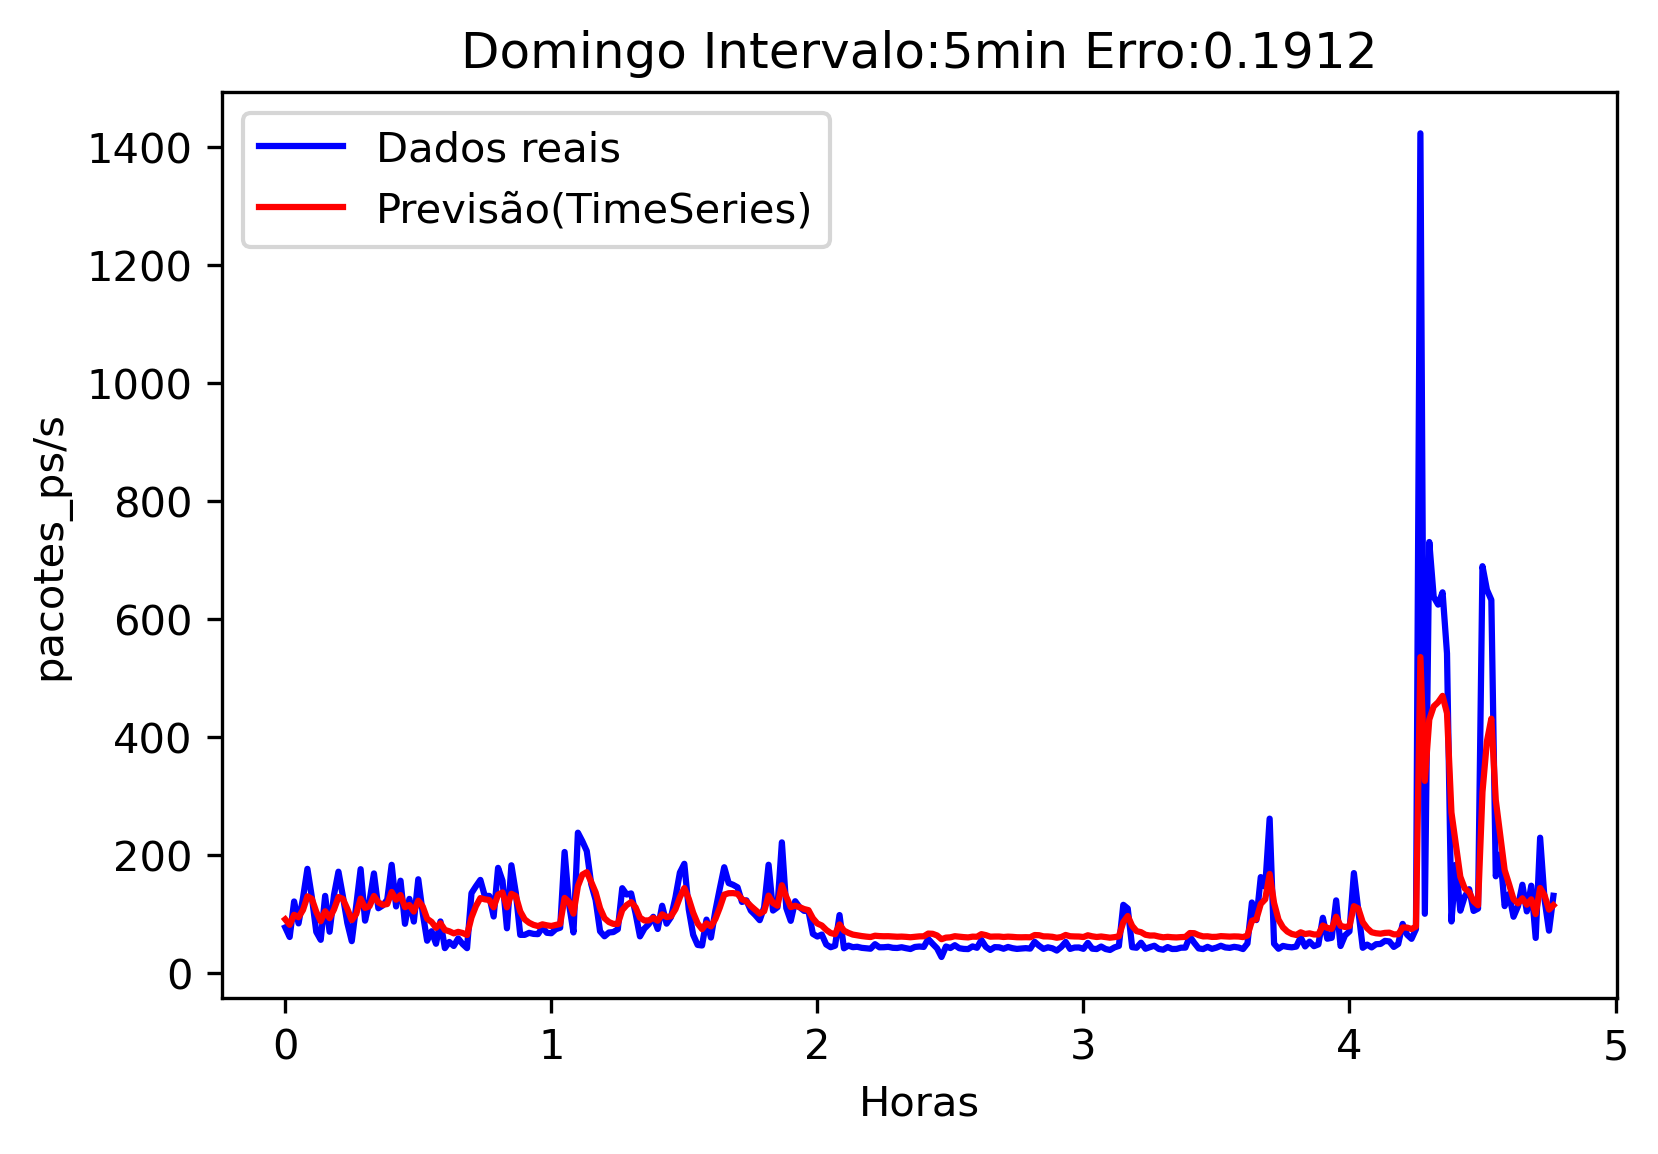 Domingo Intervalo:5min Erro:0.1912
Dados reais
Previsão(TimeSeries)
1400
1200
1000
800
600
400
200
0
pacotes_ps/s
0 1 2 3 4 5
Horas